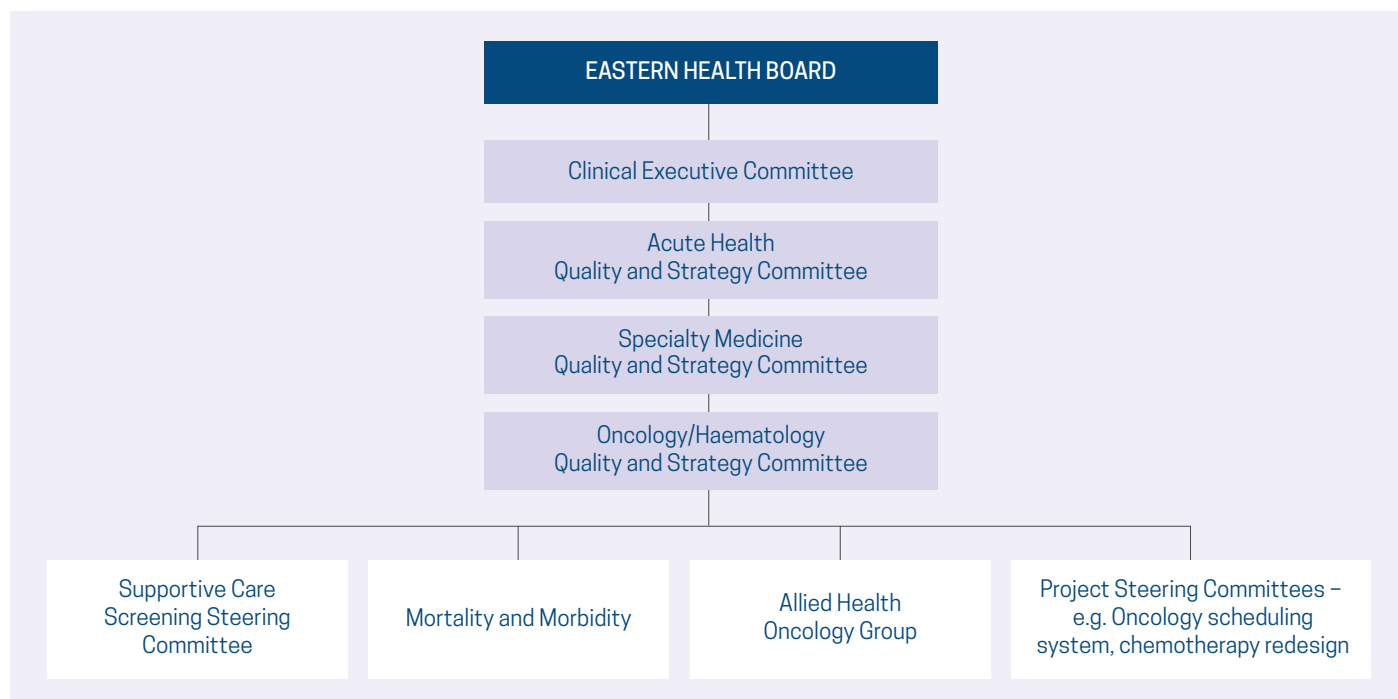 EASTERN HEALTH BOARD
Clinical Executive Committee
Acute Health
Quality and Strategy Committee
Specialty Medicine
Quality and Strategy Committee
Oncology/Haematology
Quality and Strategy Committee
Supportive Care
Screening Steering
Committee
Mortality and Morbidity
Allied Health
Oncology Group
Project Steering Committees –
e.g. Oncology scheduling
system, chemotherapy redesign